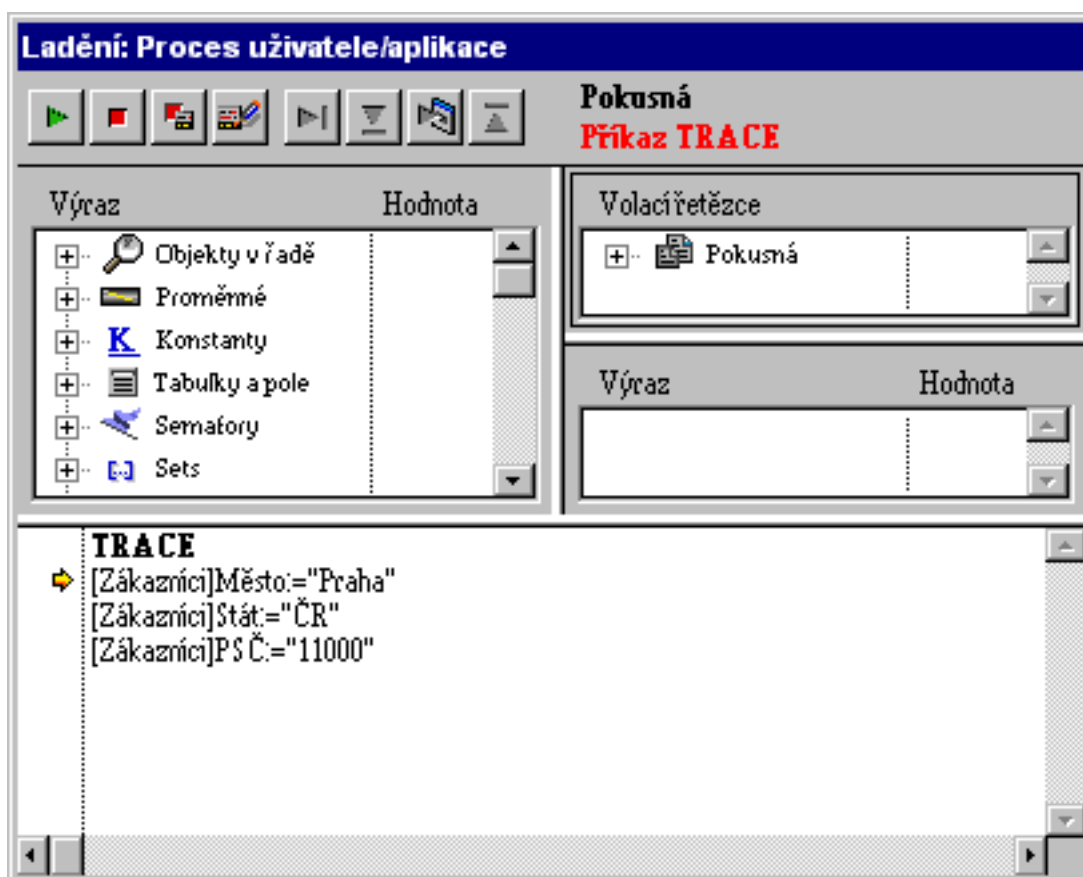 Ladění: Proces uživatele/aplikace
Pokusná
Příkaz TRACE
Výraz Hodnota
Objekty v řadě
Proměnné
K Konstanty
Tabulky a pole
Semafory
[..] Sets
Volací řetězce
Pokusná
Výraz Hodnota
TRACE
[Zákazníci]Město:="Praha"
[Zákazníci]Stát:="ČR"
[Zákazníci]PSČ:="11000"